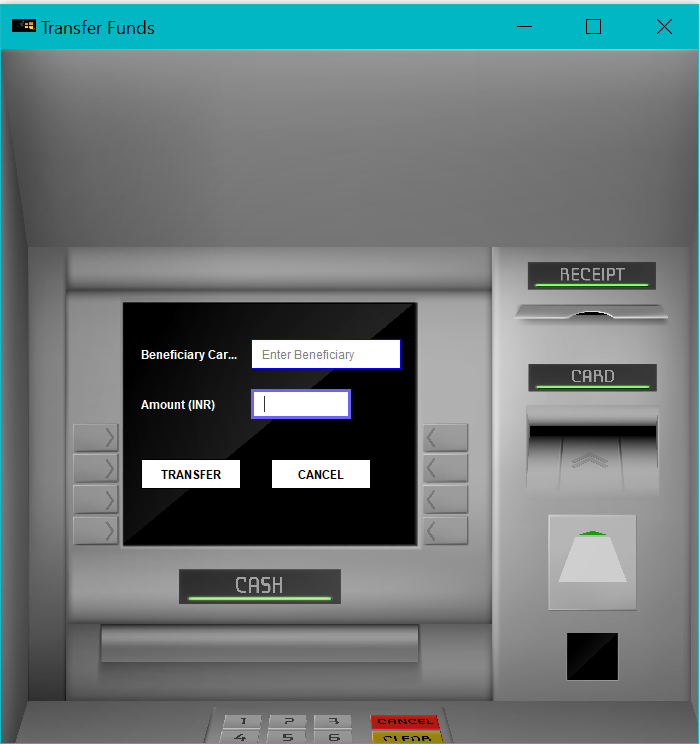 Transfer Funds
RECEIPT
Beneficiary Car...
Enter Beneficiary
CARD
Amount (INR)
TRANSFER
CANCEL
CASH
1 2 3 CANCEL
4 5 6 CLEAR